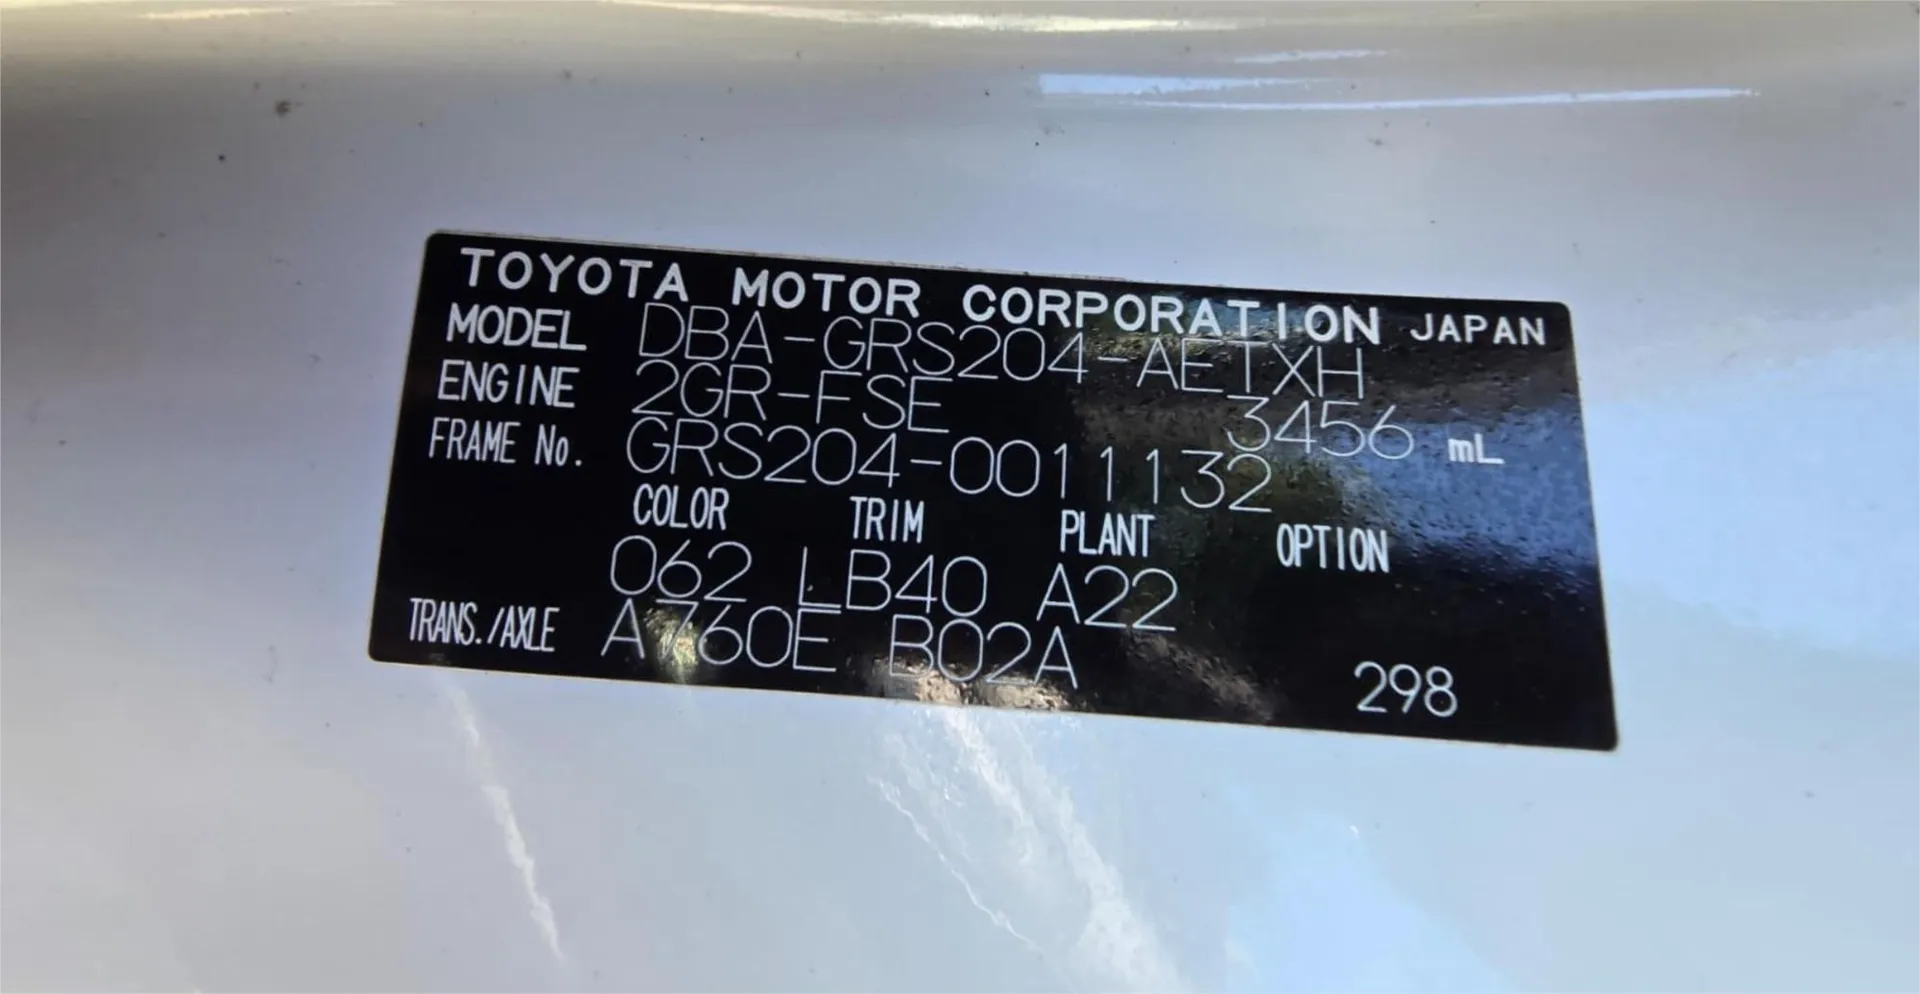 TOYOTA MOTOR CORPORATION JAPAN
MODEL DBA-GRS204-AETXH
ENGINE 2GR-FSE 3456 mL
FRAME No. GRS204-0011132
COLOR TRIM PLANT OPTION
062 LB40 A22
TRANS./AXLE A760E B02A 298